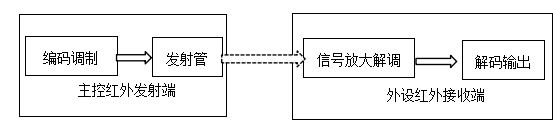 编码调制
发射管
主控红外发射端
信号放大解调
解码输出
外设红外接收端